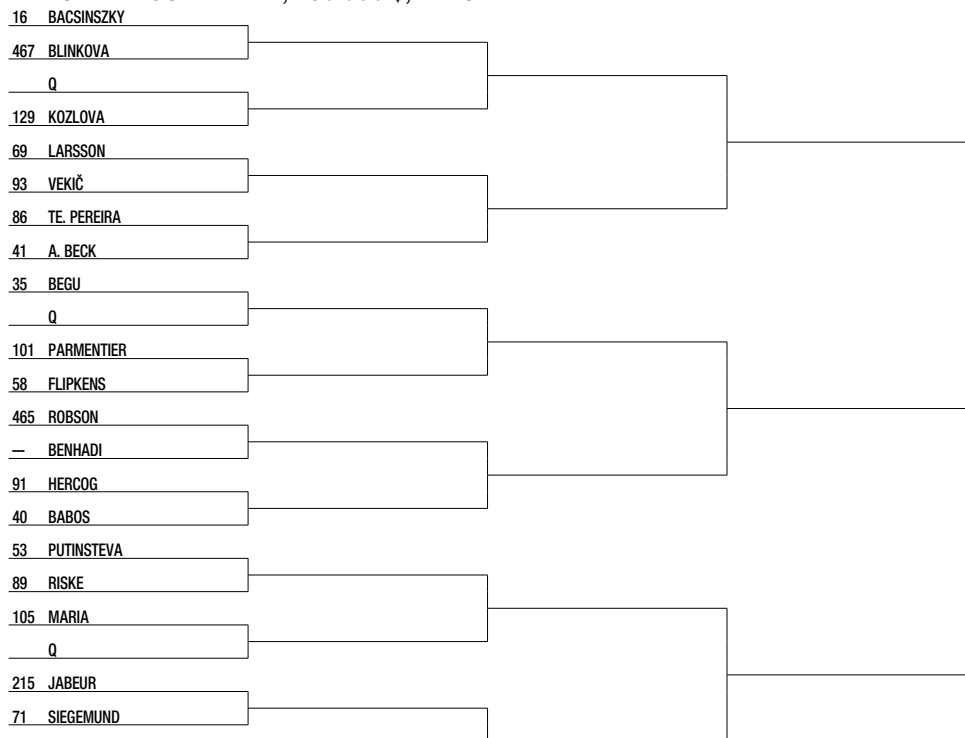 16 BACSINSZKY
467 BLINKOVA
Q
129 KOZLOVA
69 LARSSON
93 VEKIČ
86 TE. PEREIRA
41 A. BECK
35 BEGU
Q
101 PARMENTIER
58 FLIPKENS
465 ROBSON
— BENHADI
91 HERCOG
40 BABOS
53 PUTINSTEVA
89 RISKE
105 MARIA
Q
215 JABEUR
71 SIEGEMUND